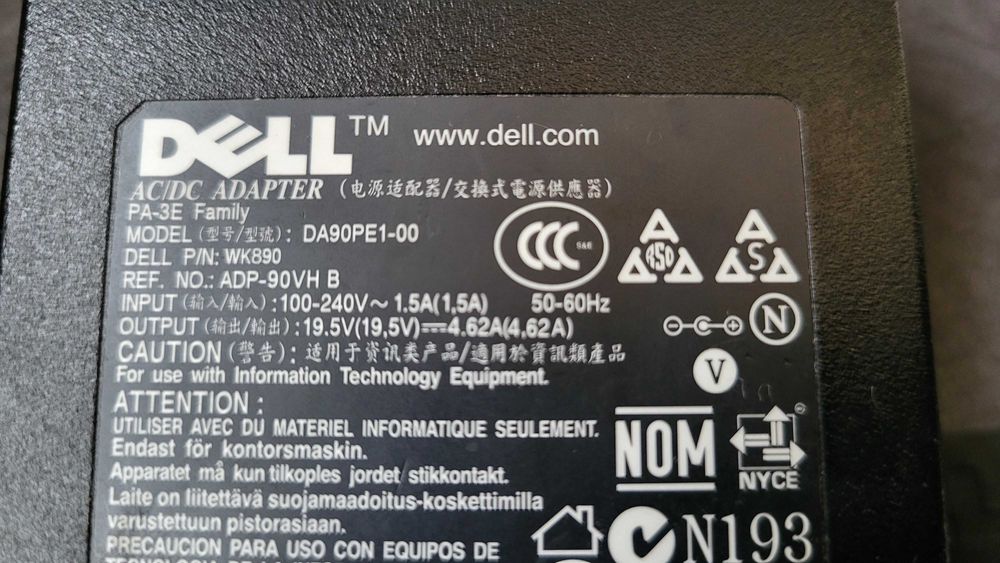 DELL™ www.dell.com
AC/DC ADAPTER (电源适配器/交換式電源供應器)
PA-3E Family
MODEL (型号/型號): DA90PE1-00
DELL P/N: WK890
REF. NO.: ADP-90VH B
INPUT (输入/輸入): 100-240V~ 1.5A(1,5A) 50-60Hz
OUTPUT (输出/輸出): 19.5V(19,5V)⎓4.62A(4,62A)
CAUTION (警告): 适用于资讯类产品/適用於資訊類產品
For use with Information Technology Equipment.
ATTENTION :
UTILISER AVEC DU MATERIEL INFORMATIQUE SEULEMENT.
Endast för kontorsmaskin.
Apparatet må kun tilkoples jordet stikkontakt.
Laite on liitettävä suojamaadoitus-koskettimilla
varustettuun pistorasiaan.
PRECAUCION PARA USO CON EQUIPOS DE
CCC S&E
A RSD
A S
N
V
NOM
NYCE
N193